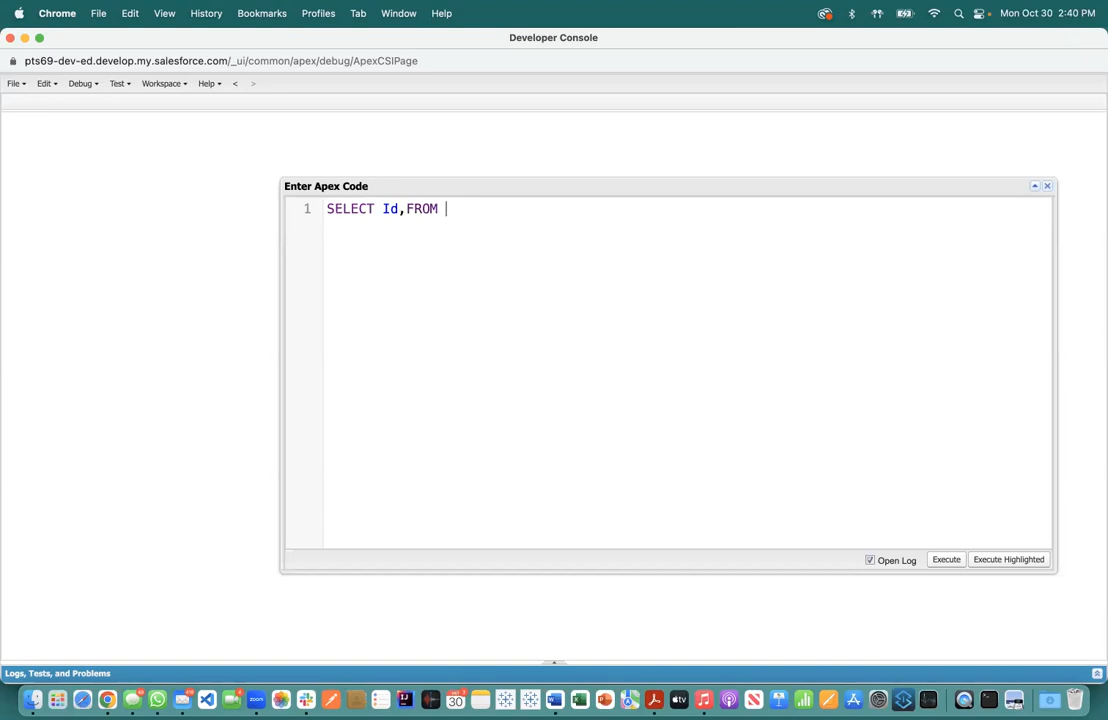 Chrome File Edit View History Bookmarks Profiles Tab Window Help Mon Oct 30 2:40 PM
Developer Console
pts69-dev-ed.develop.my.salesforce.com/_ui/common/apex/debug/ApexCSIPage
File Edit Debug Test Workspace Help < >
Enter Apex Code
1 SELECT Id,FROM
Open Log Execute Execute Highlighted
Logs, Tests, and Problems